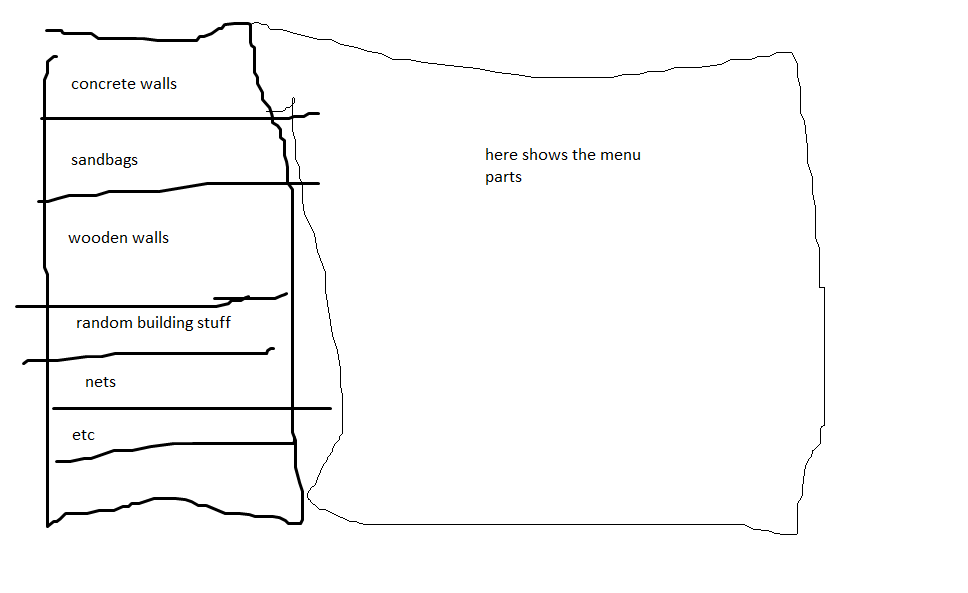 concrete walls
sandbags
wooden walls
random building stuff
nets
etc
here shows the menu
parts